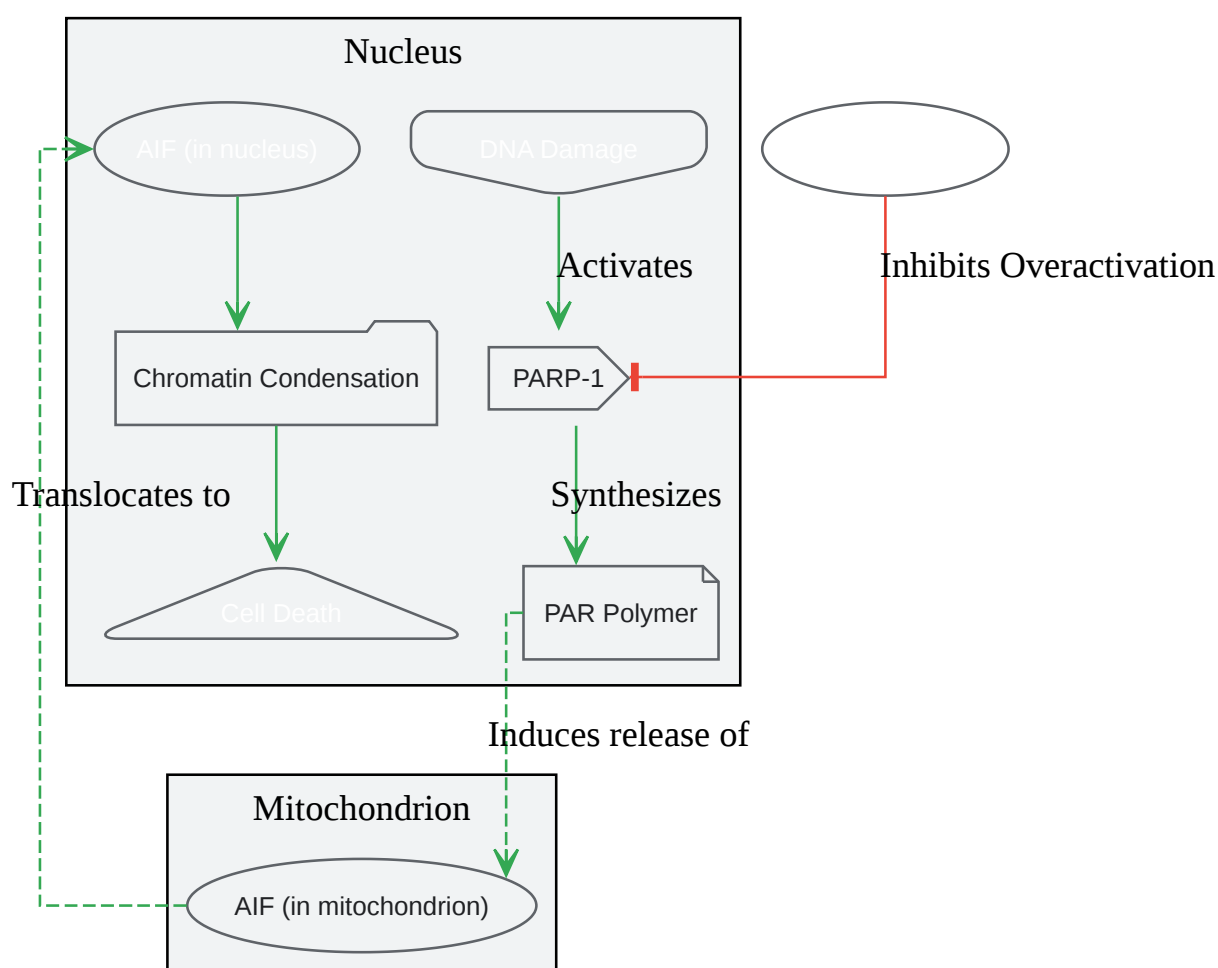 Nucleus
AIF (in nucleus)
DNA Damage
Activates
Inhibits Overactivation
Chromatin Condensation
PARP-1
Translocates to
Synthesizes
Cell Death
PAR Polymer
Induces release of
Mitochondrion
AIF (in mitochondrion)